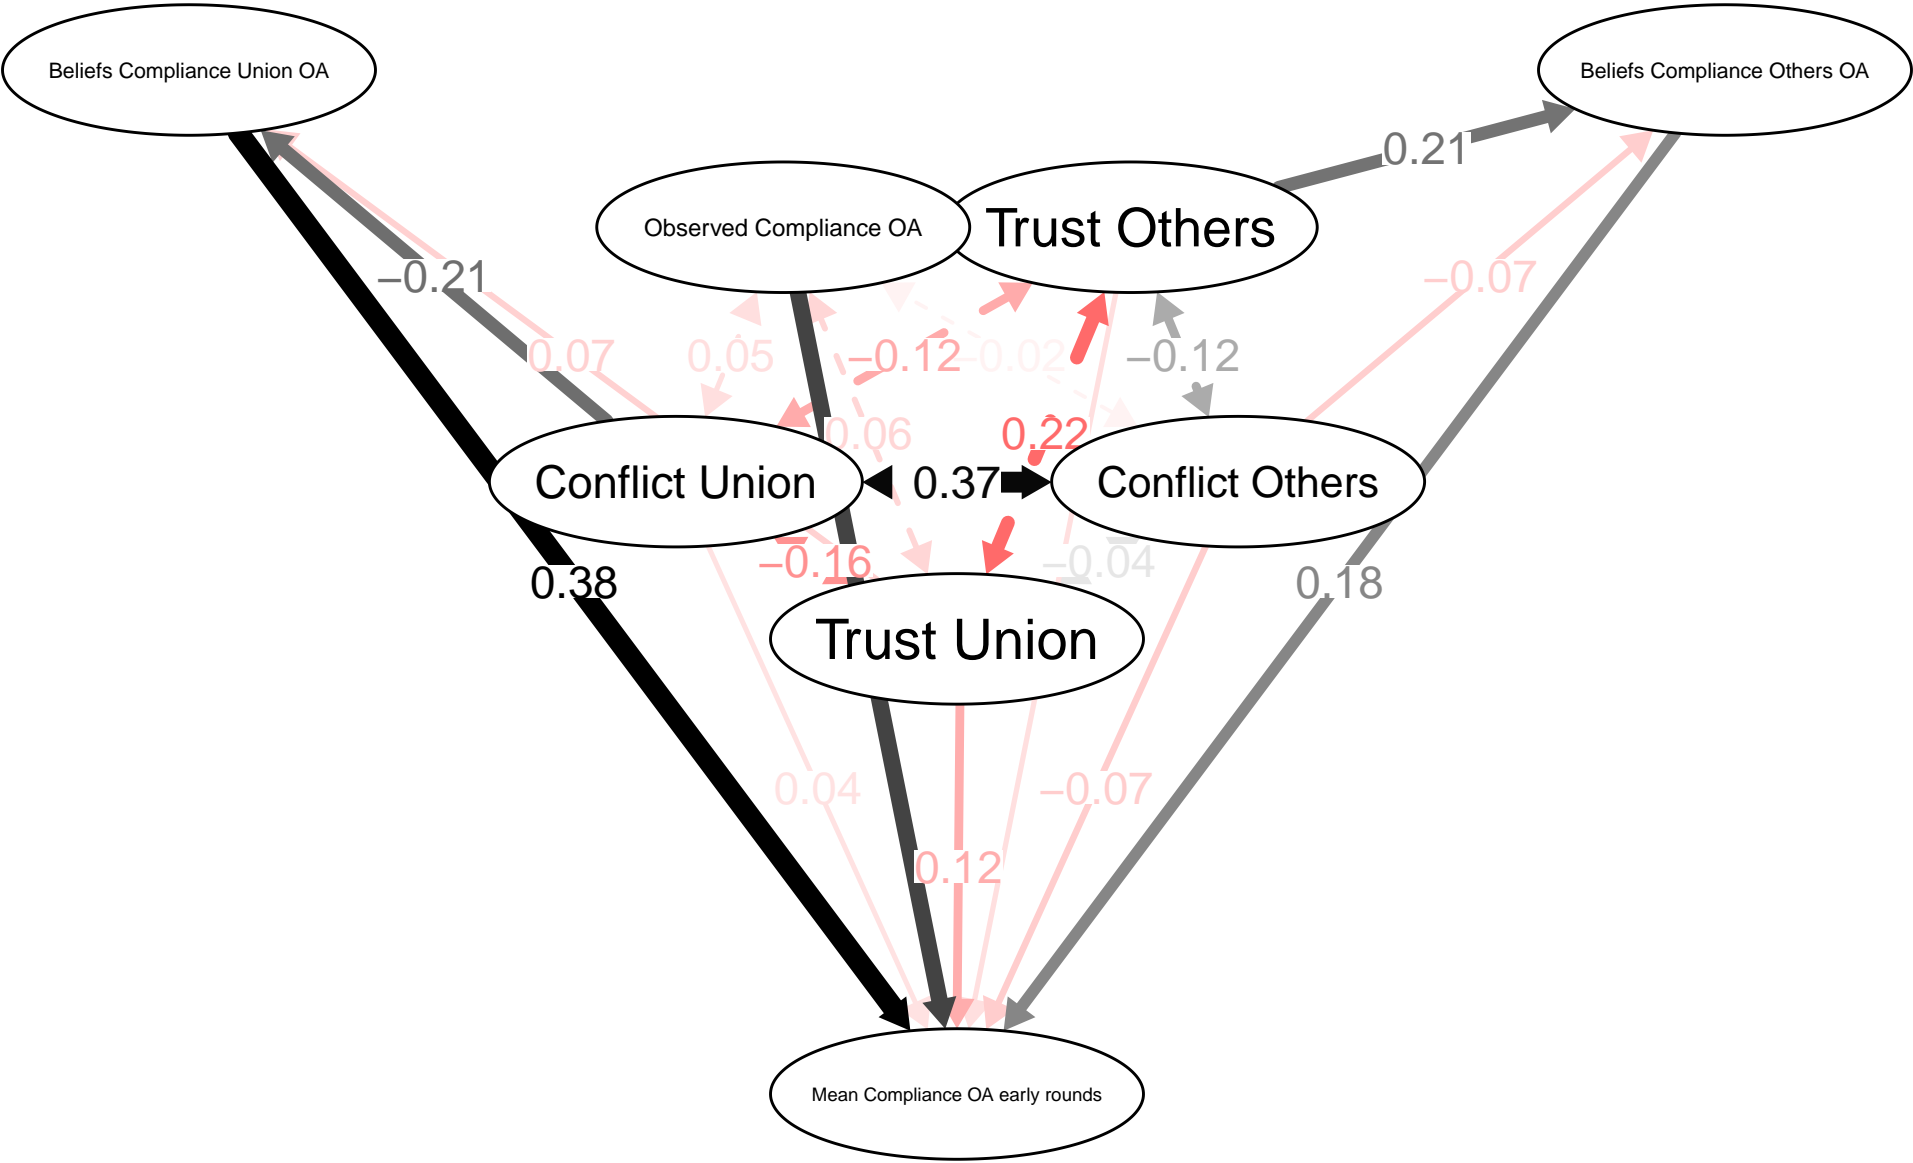 Beliefs Compliance Union OA
Beliefs Compliance Others OA
0.21
Observed Compliance OA
Trust Others
−0.21
−0.07
0.07
0.05
−0.12
−0.02
−0.12
0.06
0.22
Conflict Union
0.37
Conflict Others
−0.16
−0.04
0.38
0.18
Trust Union
0.04
−0.07
0.12
Mean Compliance OA early rounds